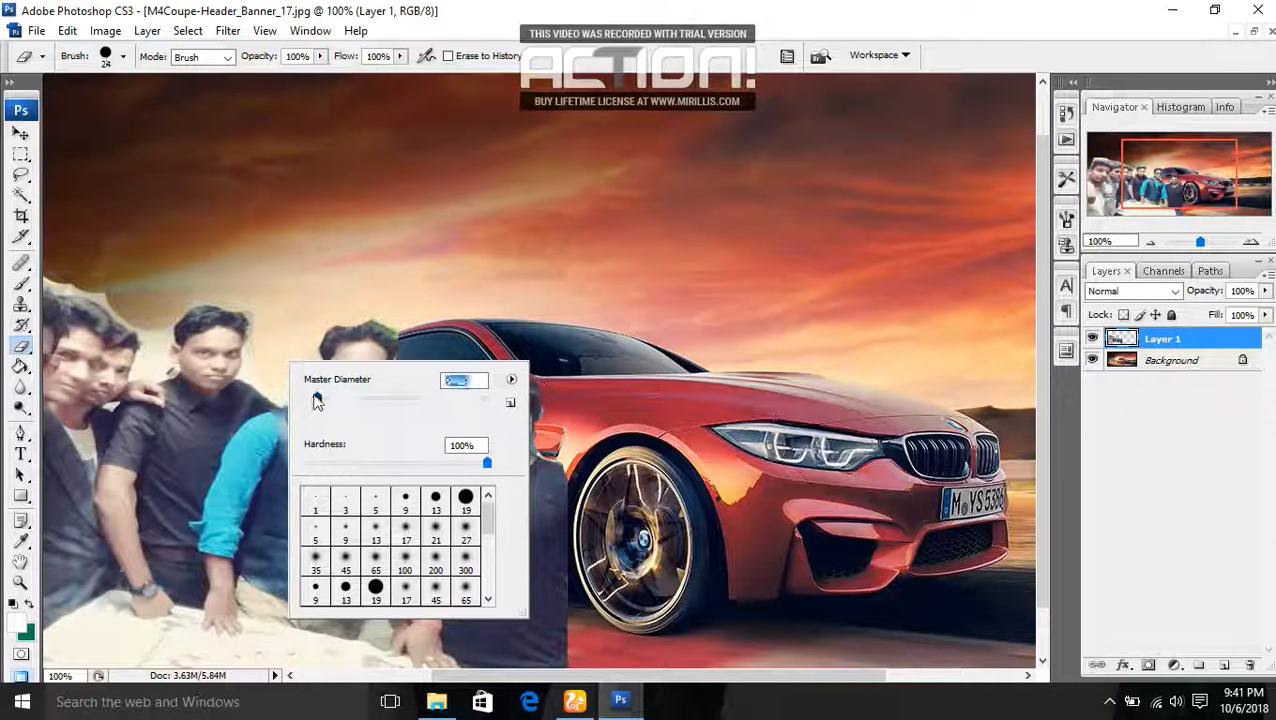 Adobe Photoshop CS3 - [M4Coupe-Header_Banner_17.jpg @ 100% (Layer 1, RGB/8)]
File Edit Image Layer Select Filter View Window Help
THIS VIDEO WAS RECORDED WITH TRIAL VERSION
ACTION!
BUY LIFETIME LICENSE AT WWW.MIRILLIS.COM
Brush: 24 Mode: Brush Opacity: 100% Flow: 100% Erase to History Workspace
Ps
Navigator Histogram Info
100%
Layers Channels Paths
Normal Opacity: 100%
Lock: Fill: 100%
Layer 1
Background
Master Diameter
Hardness: 100%
1 3 5 9 13 19
5 9 13 17 21 27
35 45 65 100 200 300
9 13 19 17 45 65
100% Doc: 3.63M/5.84M
Search the web and Windows
9:41 PM
10/6/2018